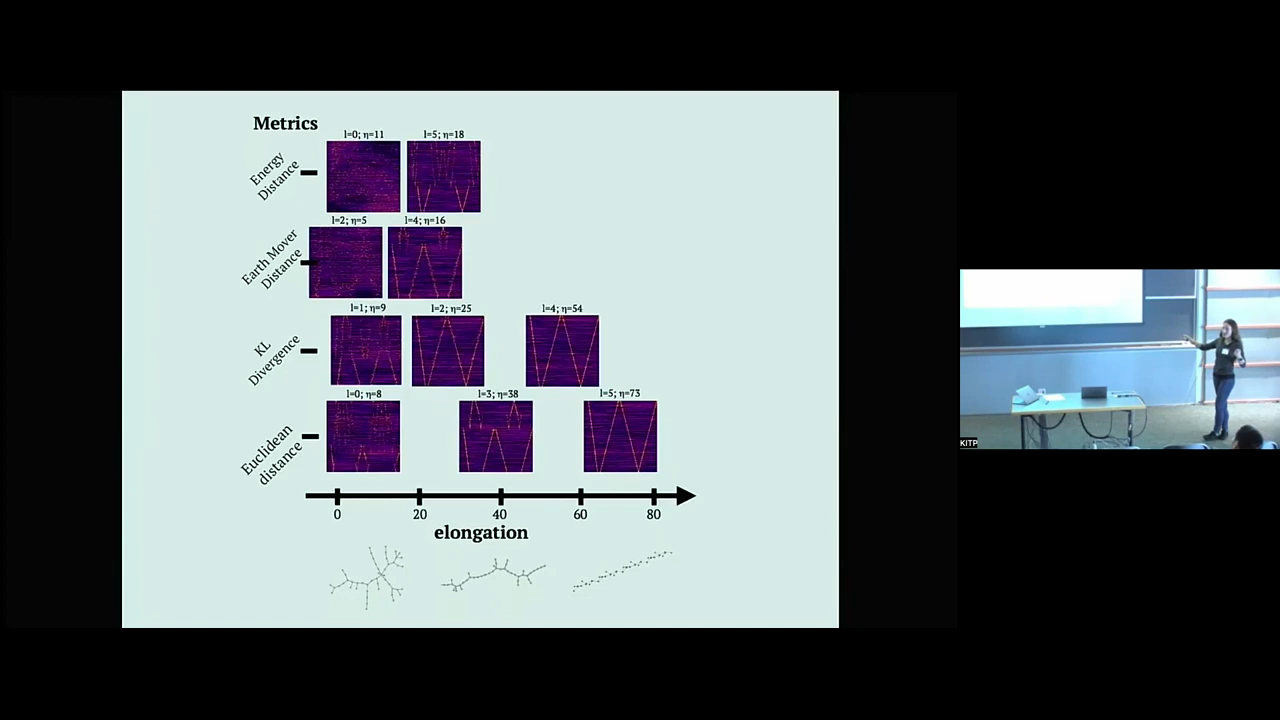 Metrics
l=0; η=11
l=5; η=18
Energy
Distance
l=2; η=5
l=4; η=16
Earth Mover
Distance
l=1; η=9
l=2; η=25
l=4; η=54
KL
Divergence
l=0; η=8
l=3; η=38
l=5; η=73
Euclidean
distance
0
20
40
60
80
elongation
KITP